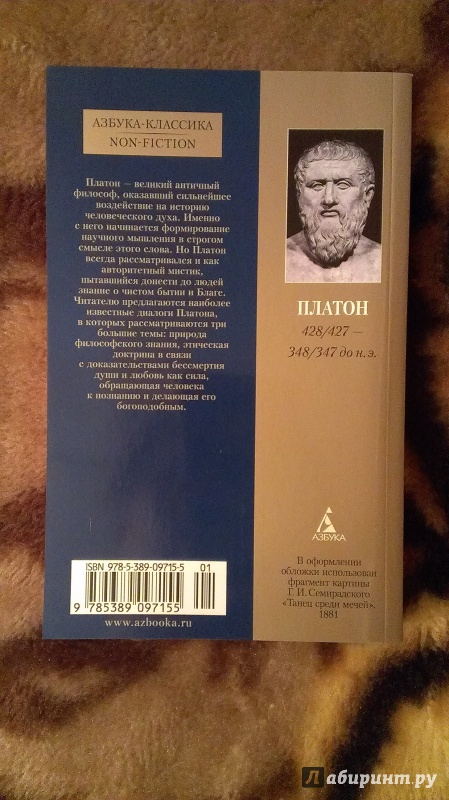 АЗБУКА-КЛАССИКА
NON-FICTION
Платон — великий античный
философ, оказавший сильнейшее
воздействие на историю
человеческого духа. Именно
с него начинается формирование
научного мышления в строгом
смысле этого слова. Но Платон
всегда рассматривался и как
авторитетный мистик,
пытавшийся донести до людей
знание о чистом бытии и Благе.
Читателю предлагаются наиболее
известные диалоги Платона,
в которых рассматриваются три
большие темы: природа
философского знания, этическая
доктрина в связи
с доказательствами бессмертия
души и любовь как сила,
обращающая человека
к познанию и делающая его
богоподобным.
ISBN 978-5-389-09715-5
01
9 785389 097155
www.azbooka.ru
ПЛАТОН
428/427 —
348/347 до н. э.
АЗБУКА
В оформлении
обложки использован
фрагмент картины
Г. И. Семирадского
«Танец среди мечей».
1881
Лабиринт.ру